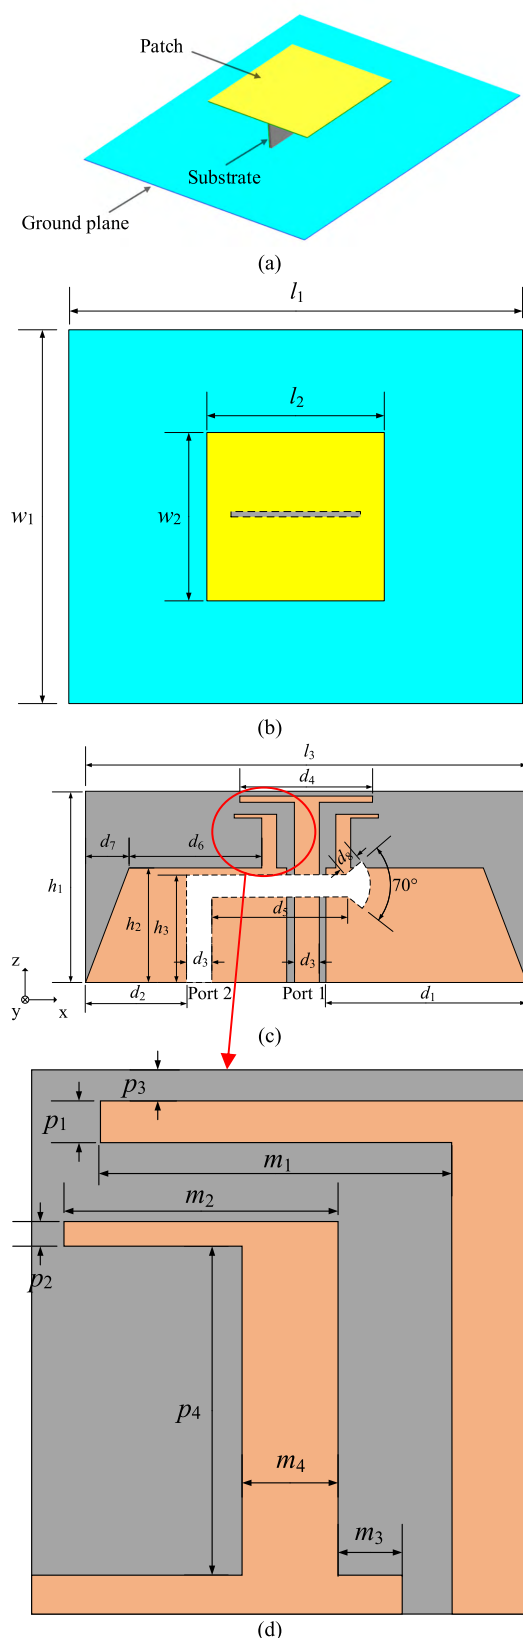 Patch
Substrate
Ground plane
(a)
l1
l2
w1
w2
(b)
l3
d4
d7
d6
d8
h1
70°
h2
h3
d5
d3
d3
z
d2
Port 2
Port 1
d1
y
x
(c)
p3
p1
m1
m2
p2
p4
m4
m3
(d)